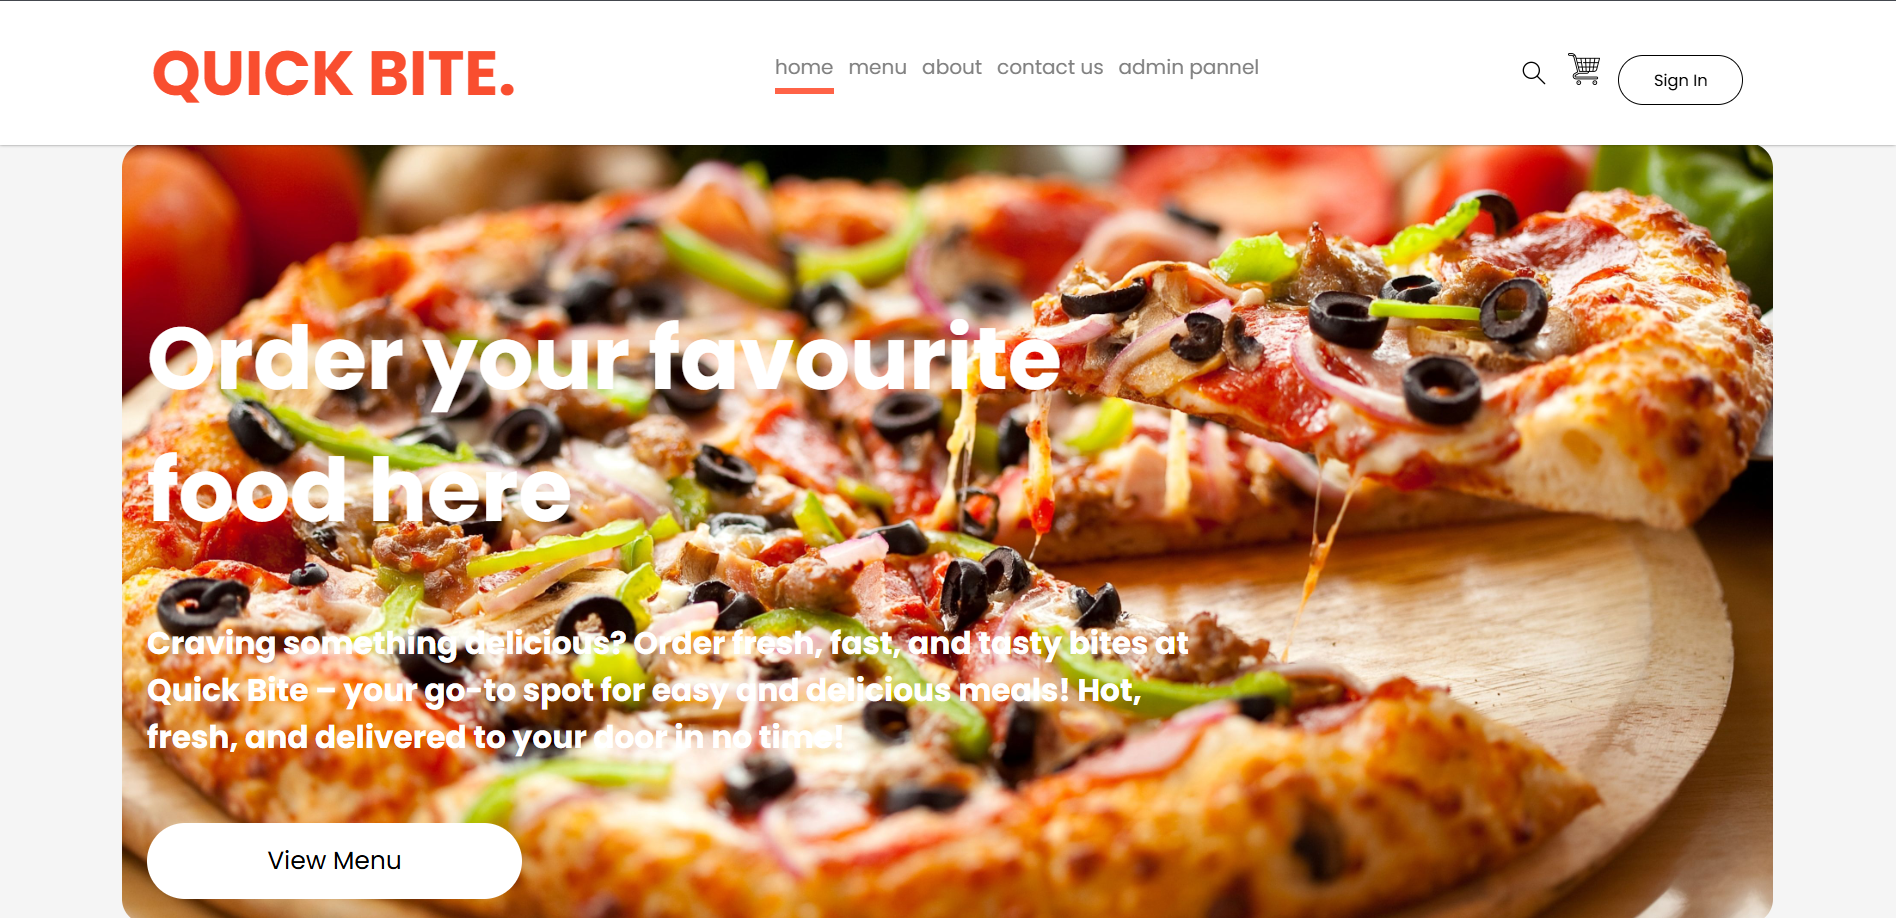 QUICK BITE.
home menu about contact us admin pannel
Sign In
Order your favourite
food here
Craving something delicious? Order fresh, fast, and tasty bites at
Quick Bite – your go-to spot for easy and delicious meals! Hot,
fresh, and delivered to your door in no time!
View Menu